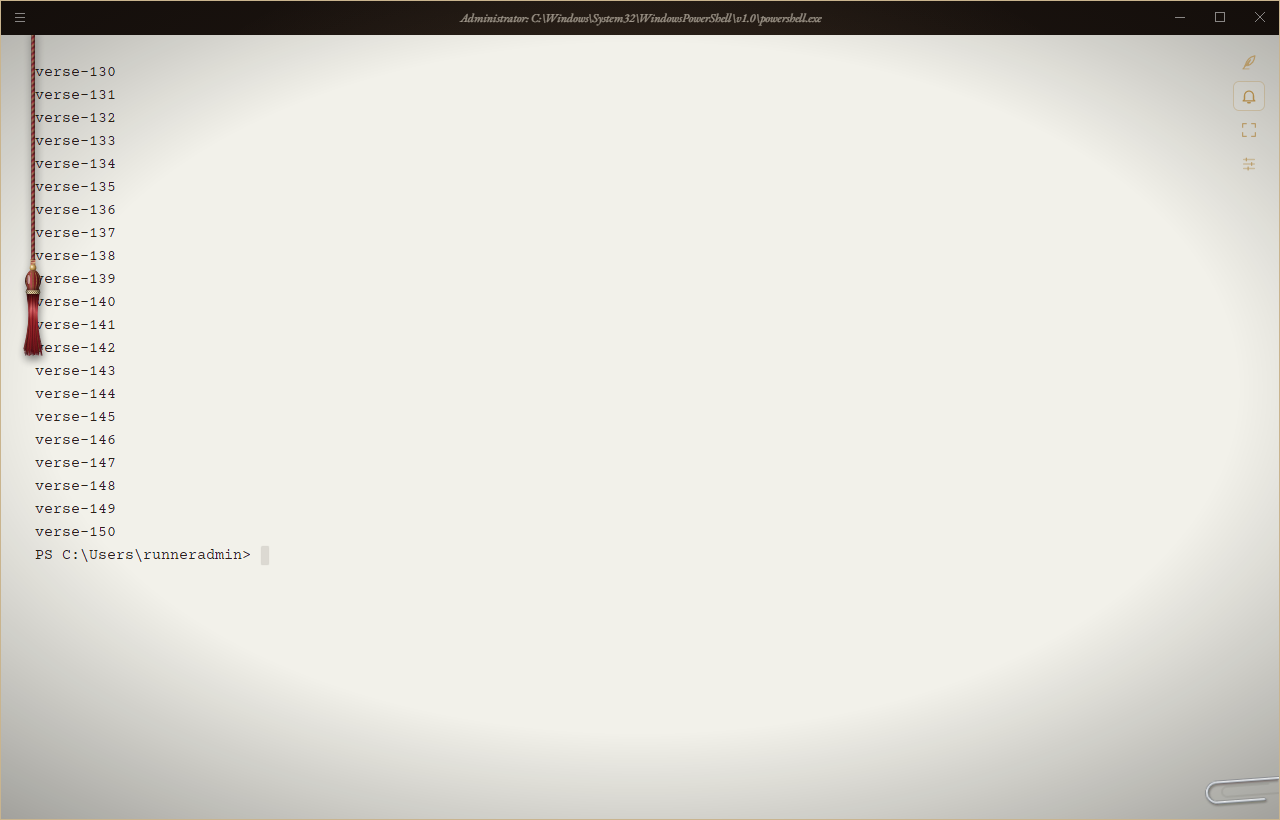 Administrator: C:\Windows\System32\WindowsPowerShell\v1.0\powershell.exe
verse-130
verse-131
verse-132
verse-133
verse-134
verse-135
verse-136
verse-137
verse-138
verse-139
verse-140
verse-141
verse-142
verse-143
verse-144
verse-145
verse-146
verse-147
verse-148
verse-149
verse-150
PS C:\Users\runneradmin>